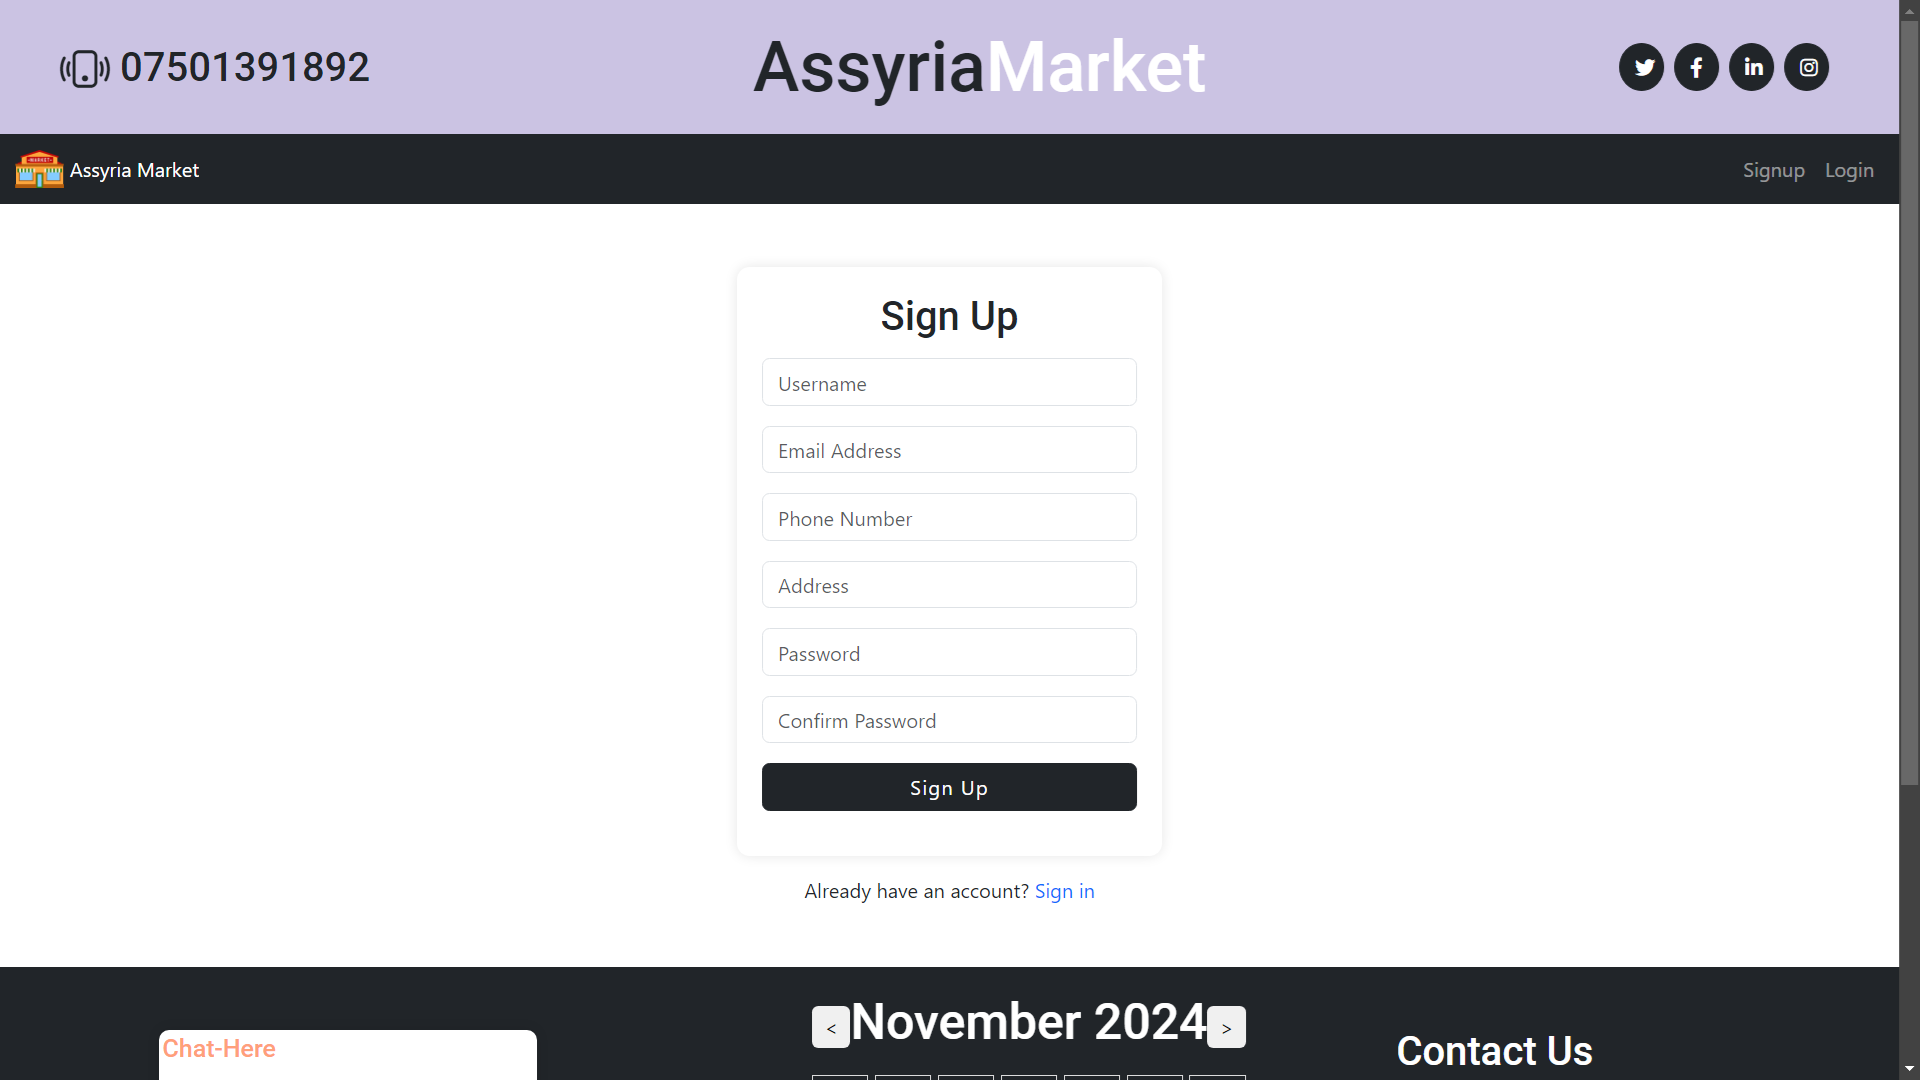 07501391892
AssyriaMarket
Assyria Market
Signup
Login
Sign Up
Username
Email Address
Phone Number
Address
Password
Confirm Password
Sign Up
Already have an account? Sign in
Chat-Here
< November 2024 >
Contact Us